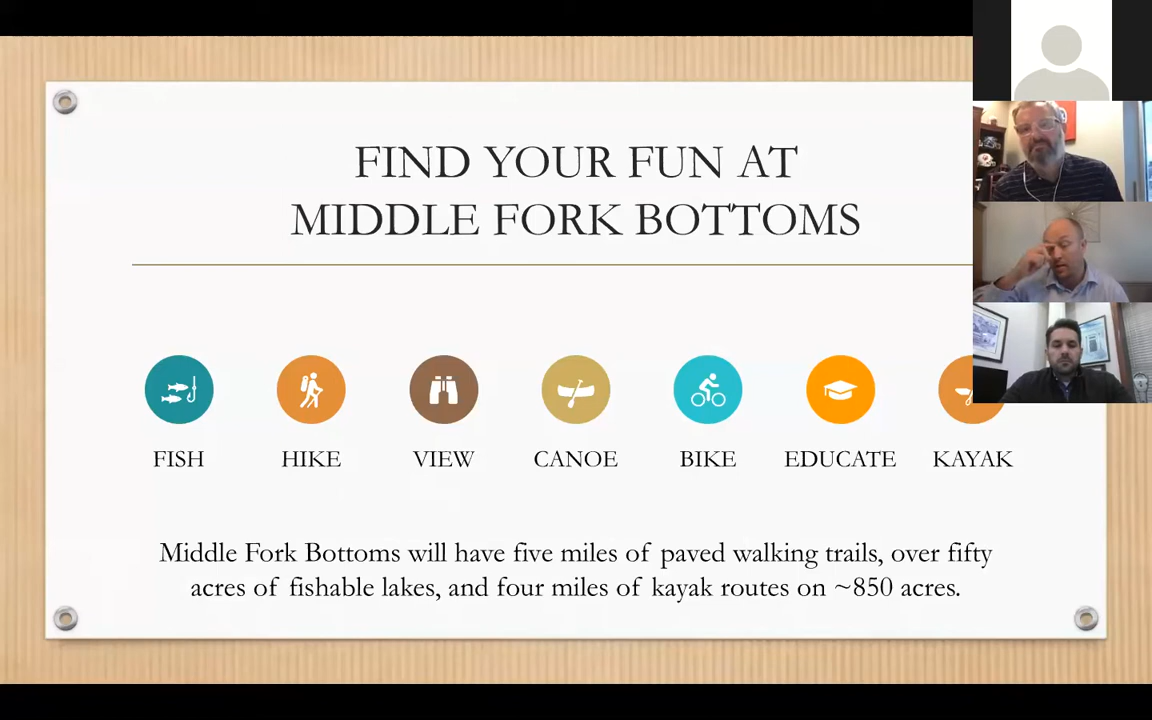 FIND YOUR FUN AT
MIDDLE FORK BOTTOMS
FISH HIKE VIEW CANOE BIKE EDUCATE KAYAK
Middle Fork Bottoms will have five miles of paved walking trails, over fifty
acres of fishable lakes, and four miles of kayak routes on ~850 acres.